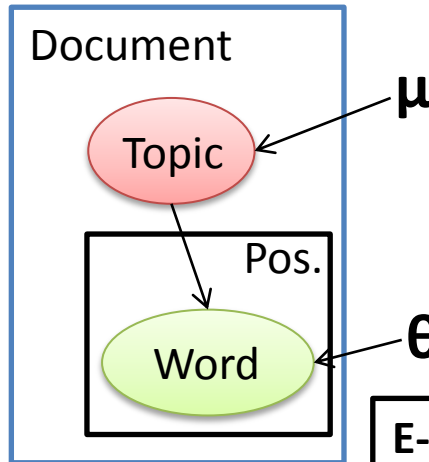 Document
μ
Topic
Pos.
θ
Word
E-